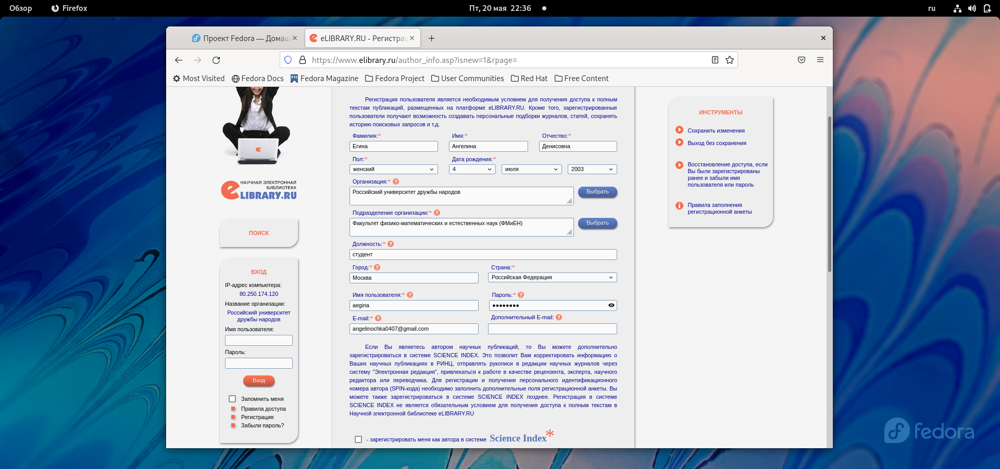 Обзор
Firefox
Пт, 20 мая 22:36
ru
Проект Fedora — Домаш
eLIBRARY.RU - Регистрац
https://www.elibrary.ru/author_info.asp?isnew=1&rpage=
Most Visited
Fedora Docs
Fedora Magazine
Fedora Project
User Communities
Red Hat
Free Content
НАУЧНАЯ ЭЛЕКТРОННАЯ
БИБЛИОТЕКА
eLIBRARY.RU
ПОИСК
ВХОД
IP-адрес компьютера:
80.250.174.120
Название организации:
Российский университет
дружбы народов
Имя пользователя:
Пароль:
Вход
Запомнить меня
Правила доступа
Регистрация
Забыли пароль?
Регистрация пользователя является необходимым условием для получения доступа к полным
текстам публикаций, размещенных на платформе eLIBRARY.RU. Кроме того, зарегистрированные
пользователи получают возможность создавать персональные подборки журналов, статей, сохранять
историю поисковых запросов и т.д.
Фамилия:* Имя:* Отчество:*
Егина Ангелина Денисовна
Пол:* Дата рождения:*
женский 4 июля 2003
Организация:* ?
Российский университет дружбы народов
Выбрать
Подразделение организации:* ?
Факультет физико-математических и естественных наук (ФМиЕН)
Выбрать
Должность:* ?
студент
Город:* ? Страна:*
Москва Российская Федерация
Имя пользователя:* ? Пароль:* ?
aegina ●●●●●●●●
E-mail:* ? Дополнительный E-mail: ?
angelinochka0407@gmail.com
Если Вы являетесь автором научных публикаций, то Вы можете дополнительно
зарегистрироваться в системе SCIENCE INDEX. Это позволит Вам корректировать информацию о
Ваших научных публикациях в РИНЦ, отправлять рукописи в редакции научных журналов через
систему "Электронная редакция", привлекаться к работе в качестве рецензента, эксперта, научного
редактора или переводчика. Для регистрации и получения персонального идентификационного
номера автора (SPIN-кода) необходимо заполнить дополнительные поля регистрационной анкеты. Вы
можете также зарегистрироваться в системе SCIENCE INDEX позднее. Регистрация в системе
SCIENCE INDEX не является обязательным условием для получения доступа к полным текстам в
Научной электронной библиотеке eLIBRARY.RU
- зарегистрировать меня как автора в системе Science Index*
ИНСТРУМЕНТЫ
Сохранить изменения
Выход без сохранения
Восстановление доступа, если
Вы были зарегистрированы
ранее и забыли имя
пользователя или пароль
Правила заполнения
регистрационной анкеты
fedora